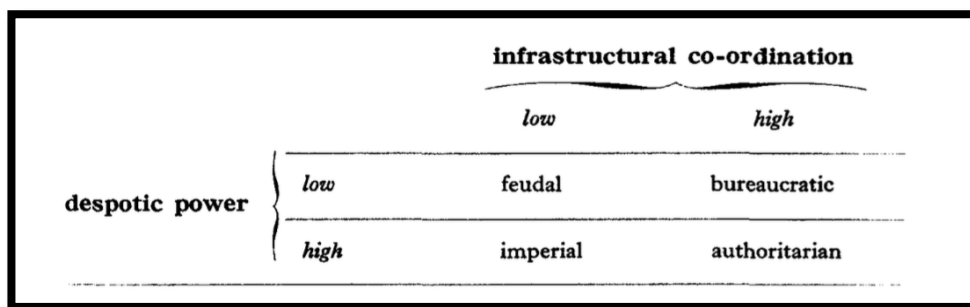 infrastructural co-ordination
low high
low feudal bureaucratic
despotic power
high imperial authoritarian